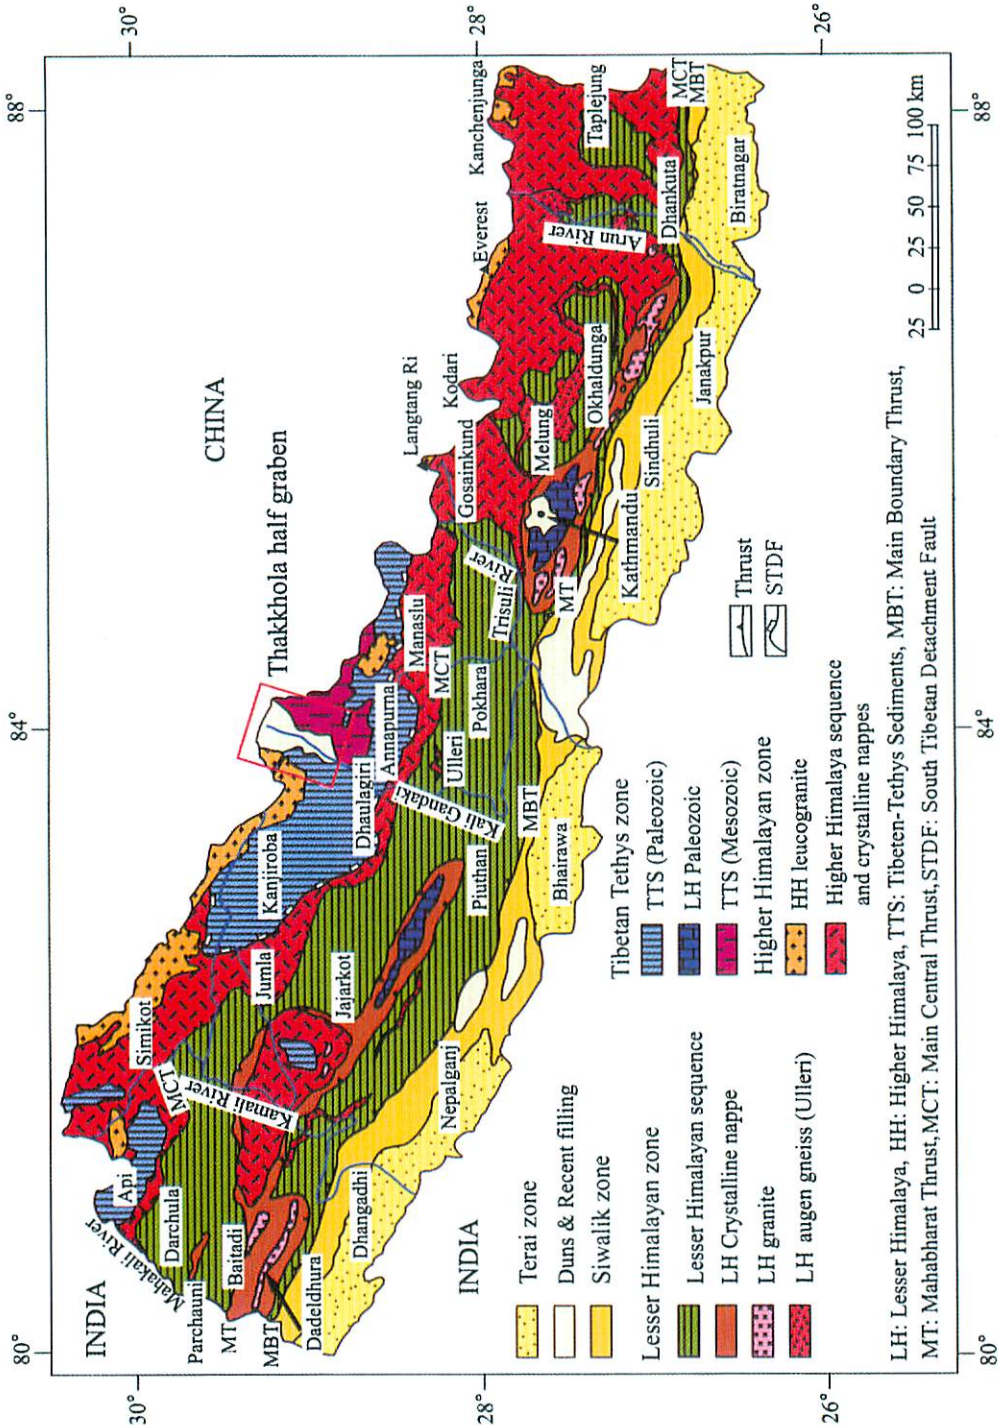 80°
84°
88°
30°
28°
26°
30°
28°
26°
80°
84°
88°
INDIA
CHINA
INDIA
Thakkhola half graben
Mahakali River
Api
Simikot
MCT
Darchula
Parchauni
Baitadi
MT
MBT
Dadeldhura
Dhangadhi
Karnali River
Jumla
Jajarkot
Nepalganj
Kanjiroba
Dhaulagiri
Annapurna
Manaslu
MCT
Kali Gandaki
Ulleri
Pokhara
Piuthan
MBT
Bhairawa
Trisuli
River
Langtang Ri
Kodari
Gosainkund
Melung
MT
Kathmandu
Sindhuli
Okhaldunga
Janakpur
Everest
Kanchenjunga
Arun River
Taplejung
Dhankuta
MCT
MBT
Biratnagar
25 0 25 50 75 100 km
Terai zone
Duns & Recent filling
Siwalik zone
Lesser Himalayan zone
Lesser Himalayan sequence
LH Crystalline nappe
LH granite
LH augen gneiss (Ulleri)
Tibetan Tethys zone
TTS (Paleozoic)
LH Paleozoic
TTS (Mesozoic)
Higher Himalayan zone
HH leucogranite
Higher Himalaya sequence
and crystalline nappes
Thrust
STDF
LH: Lesser Himalaya, HH: Higher Himalaya, TTS: Tibeten-Tethys Sediments, MBT: Main Boundary Thrust,
MT: Mahabharat Thrust, MCT: Main Central Thrust, STDF: South Tibetan Detachment Fault